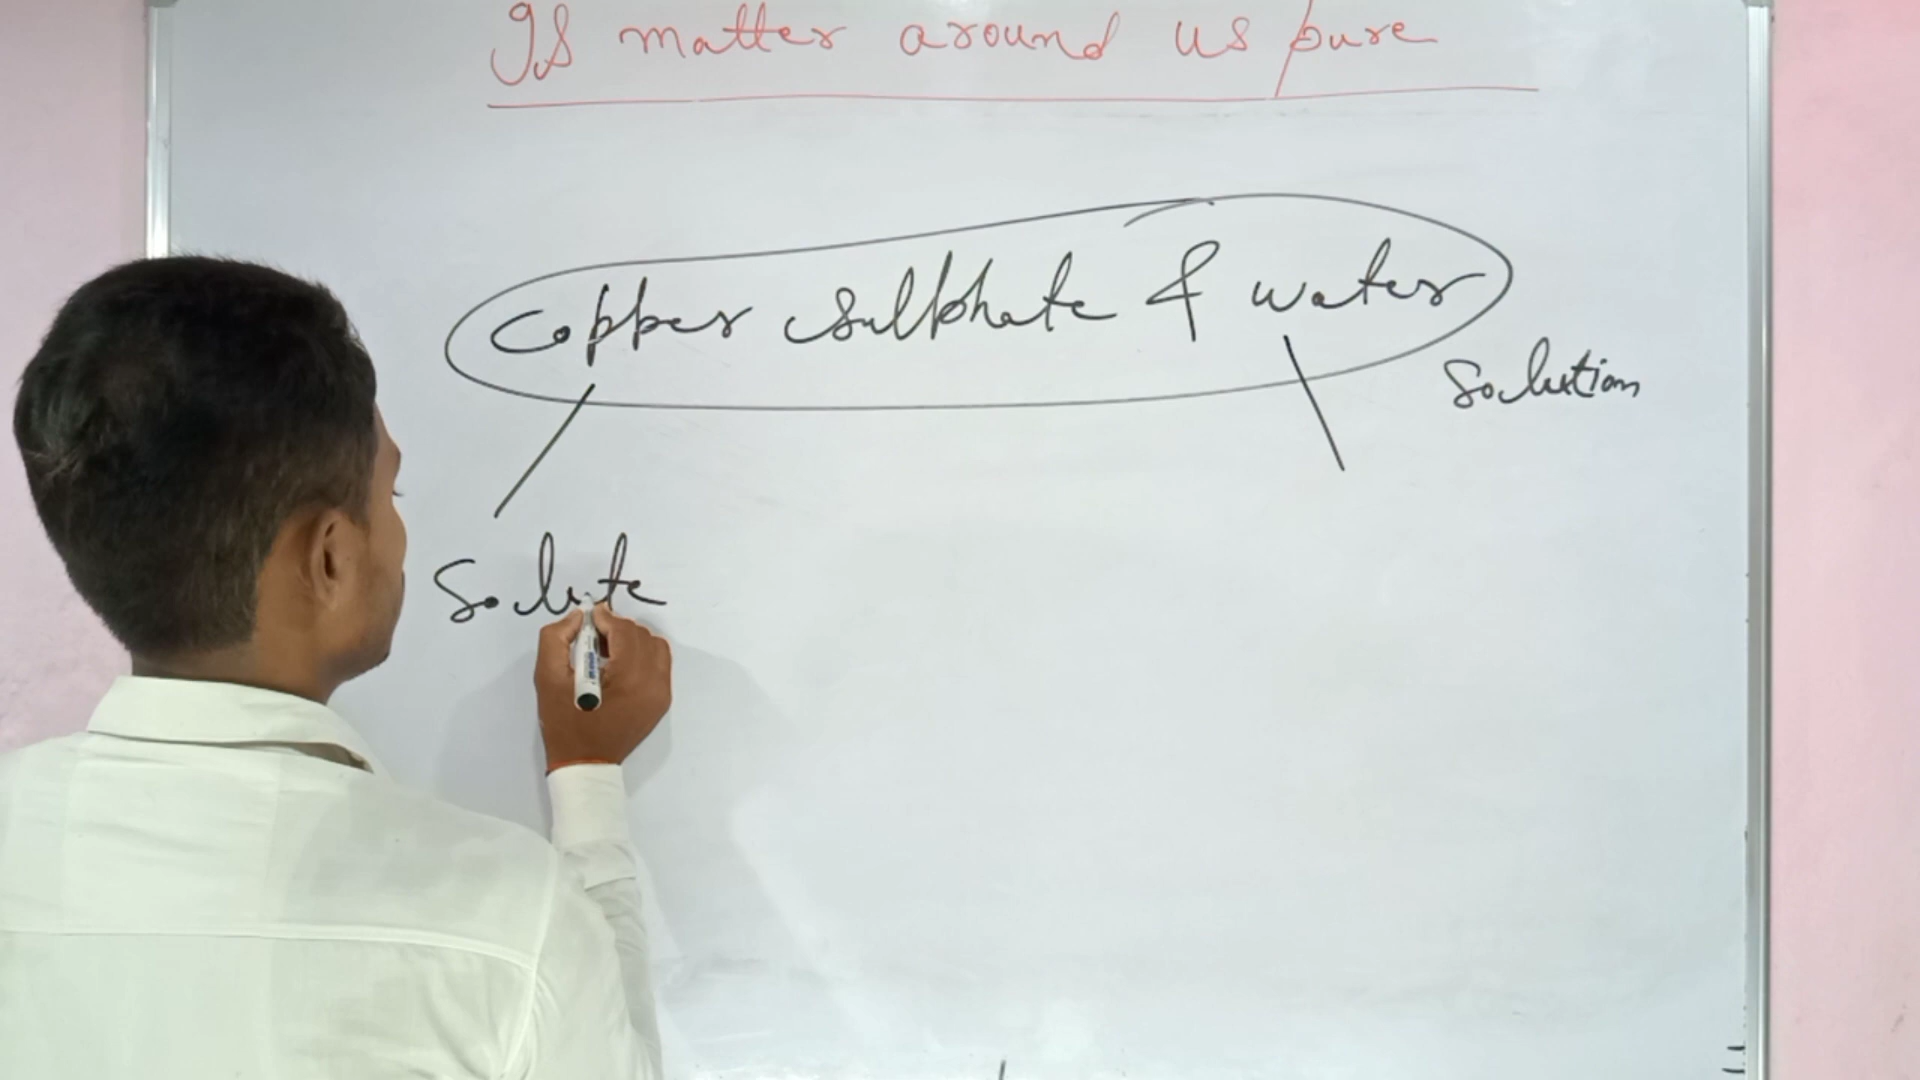 Is matter around us pure
Copper sulphate & water
Solution
Solute